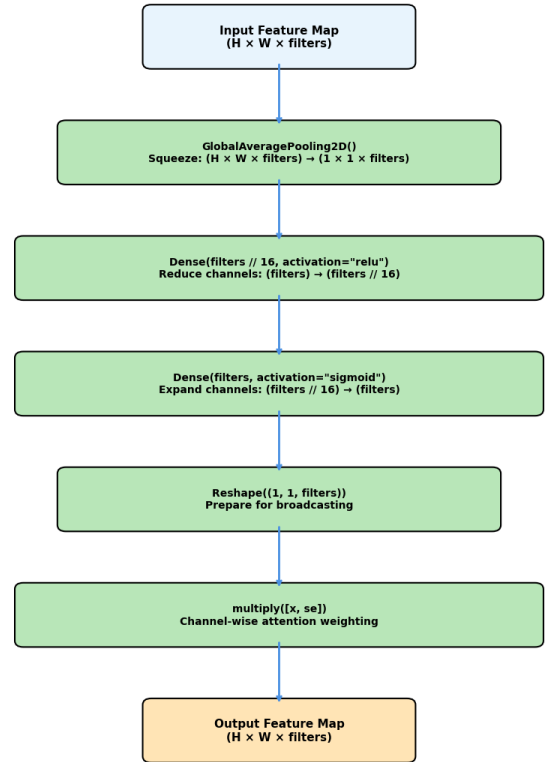 Input Feature Map
(H × W × filters)
GlobalAveragePooling2D()
Squeeze: (H × W × filters) → (1 × 1 × filters)
Dense(filters // 16, activation="relu")
Reduce channels: (filters) → (filters // 16)
Dense(filters, activation="sigmoid")
Expand channels: (filters // 16) → (filters)
Reshape((1, 1, filters))
Prepare for broadcasting
multiply([x, se])
Channel-wise attention weighting
Output Feature Map
(H × W × filters)